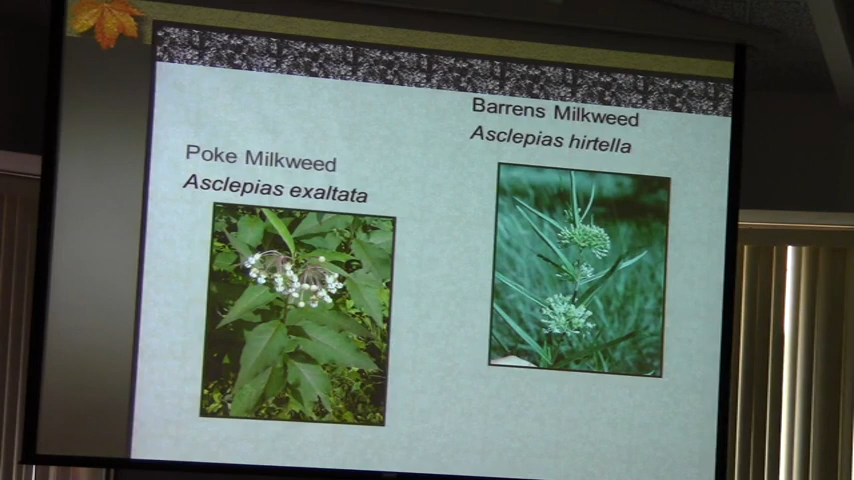 Poke Milkweed
Asclepias exaltata
Barrens Milkweed
Asclepias hirtella